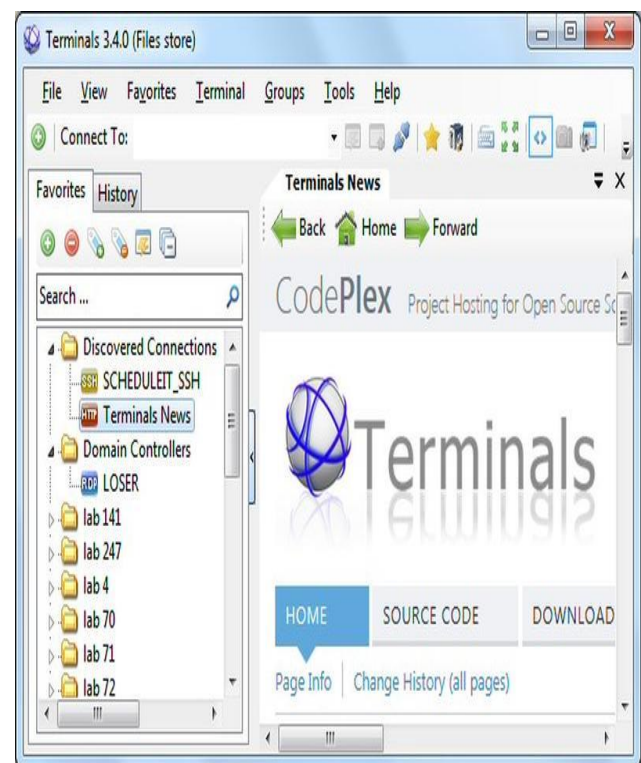 Terminals 3.4.0 (Files store)
File View Favorites Terminal Groups Tools Help
Connect To:
Favorites History
Search ...
Discovered Connections
SSH SCHEDULEIT_SSH
HTTP Terminals News
Domain Controllers
RDP LOSER
lab 141
lab 247
lab 4
lab 70
lab 71
lab 72
Terminals News
Back Home Forward
CodePlex Project Hosting for Open Source So
Terminals
HOME SOURCE CODE DOWNLOAD
Page Info Change History (all pages)